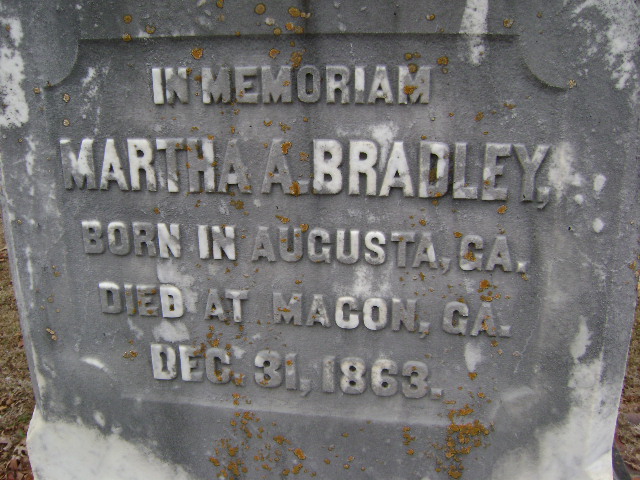 IN MEMORIAM
MARTHA A. BRADLEY,
BORN IN AUGUSTA, GA.
DIED AT MACON, GA.
DEC. 31, 1863.